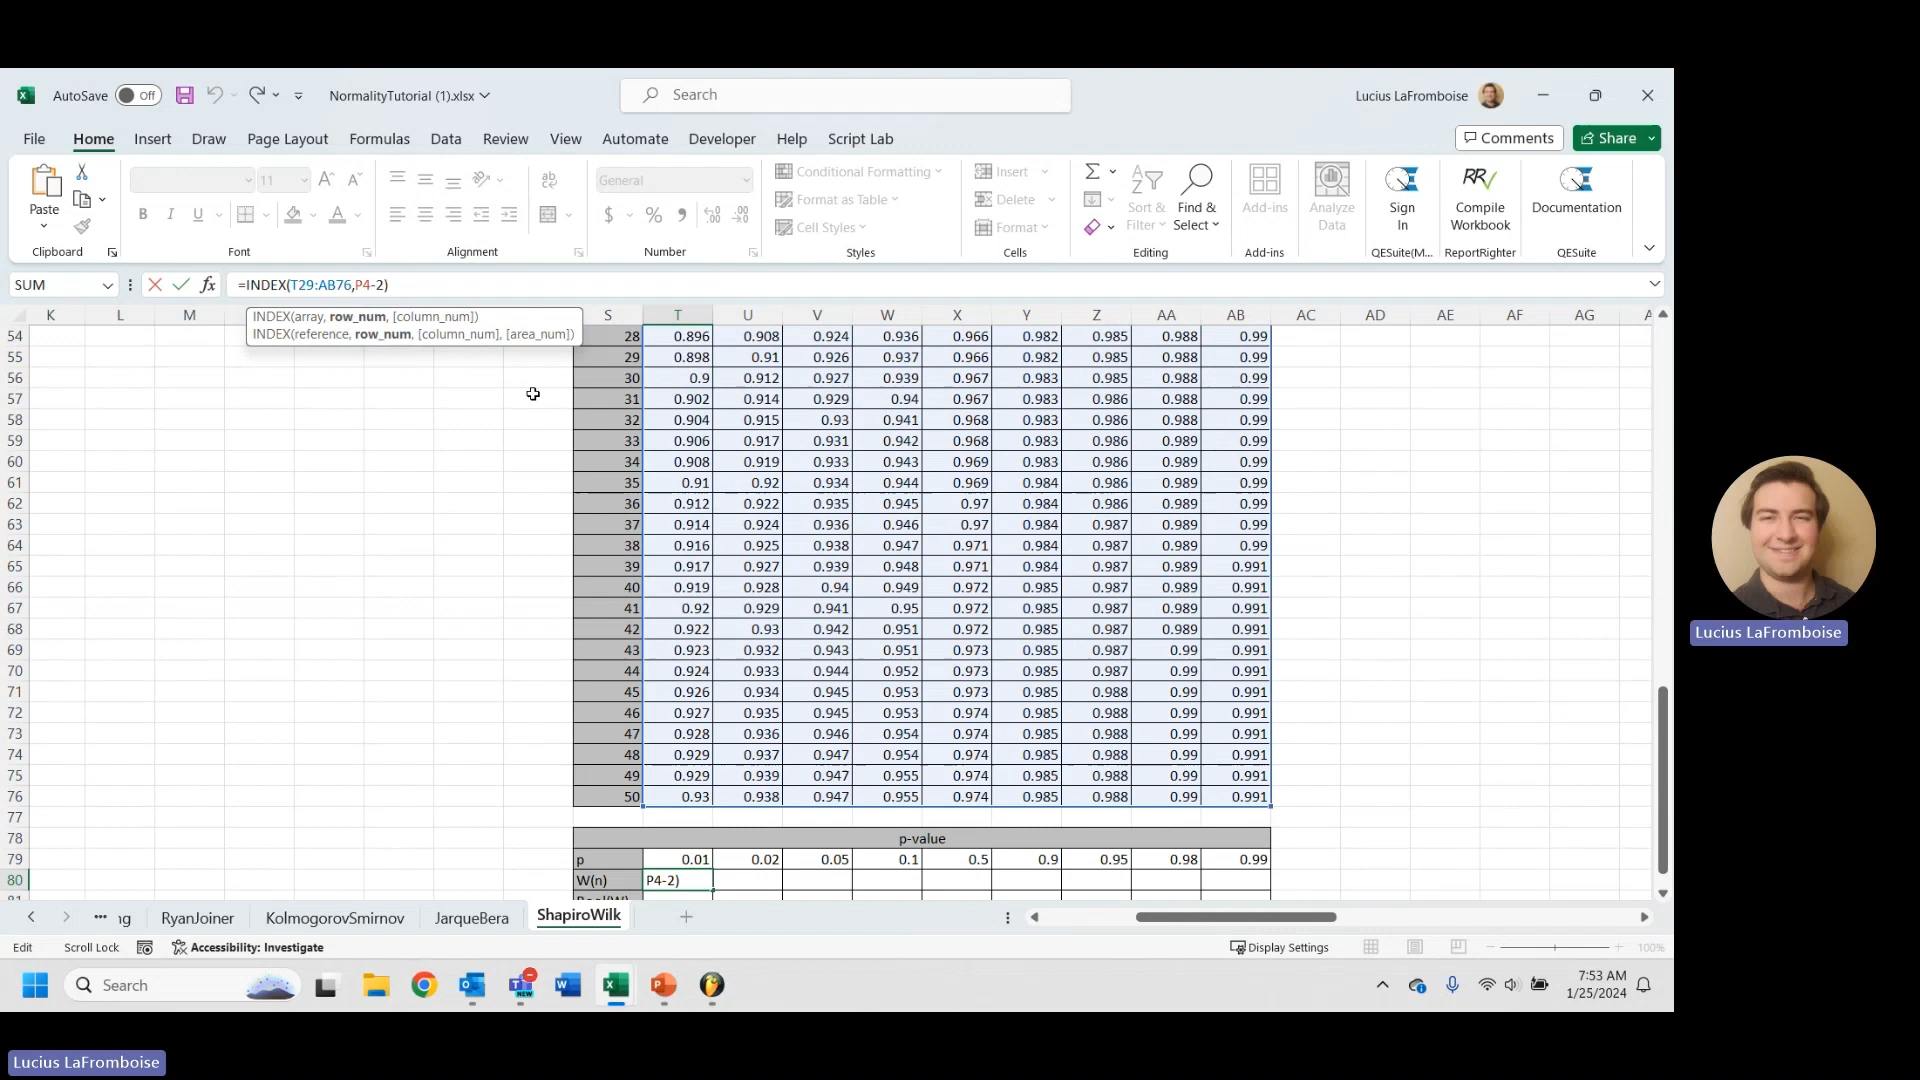 AutoSave Off NormalityTutorial (1).xlsx Search Lucius LaFromboise
File Home Insert Draw Page Layout Formulas Data Review View Automate Developer Help Script Lab Comments Share
Paste
11
General
Conditional Formatting
Format as Table
Cell Styles
Insert
Delete
Format
Sort & Filter
Find & Select
Add-ins
Analyze Data
Sign In
Compile Workbook
Documentation
Clipboard Font Alignment Number Styles Cells Editing Add-ins QESuite(M... ReportRighter QESuite
SUM fx =INDEX(T29:AB76,P4-2)
INDEX(array, row_num, [column_num])
INDEX(reference, row_num, [column_num], [area_num])
K L M S T U V W X Y Z AA AB AC AD AE AF AG
54 28 0.896 0.908 0.924 0.936 0.966 0.982 0.985 0.988 0.99
55 29 0.898 0.91 0.926 0.937 0.966 0.982 0.985 0.988 0.99
56 30 0.9 0.912 0.927 0.939 0.967 0.983 0.985 0.988 0.99
57 31 0.902 0.914 0.929 0.94 0.967 0.983 0.986 0.988 0.99
58 32 0.904 0.915 0.93 0.941 0.968 0.983 0.986 0.988 0.99
59 33 0.906 0.917 0.931 0.942 0.968 0.983 0.986 0.989 0.99
60 34 0.908 0.919 0.933 0.943 0.969 0.983 0.986 0.989 0.99
61 35 0.91 0.92 0.934 0.944 0.969 0.984 0.986 0.989 0.99
62 36 0.912 0.922 0.935 0.945 0.97 0.984 0.986 0.989 0.99
63 37 0.914 0.924 0.936 0.946 0.97 0.984 0.987 0.989 0.99
64 38 0.916 0.925 0.938 0.947 0.971 0.984 0.987 0.989 0.99
65 39 0.917 0.927 0.939 0.948 0.971 0.984 0.987 0.989 0.991
66 40 0.919 0.928 0.94 0.949 0.972 0.985 0.987 0.989 0.991
67 41 0.92 0.929 0.941 0.95 0.972 0.985 0.987 0.989 0.991
68 42 0.922 0.93 0.942 0.951 0.972 0.985 0.987 0.989 0.991
69 43 0.923 0.932 0.943 0.951 0.973 0.985 0.987 0.99 0.991
70 44 0.924 0.933 0.944 0.952 0.973 0.985 0.987 0.99 0.991
71 45 0.926 0.934 0.945 0.953 0.973 0.985 0.988 0.99 0.991
72 46 0.927 0.935 0.945 0.953 0.974 0.985 0.988 0.99 0.991
73 47 0.928 0.936 0.946 0.954 0.974 0.985 0.988 0.99 0.991
74 48 0.929 0.937 0.947 0.954 0.974 0.985 0.988 0.99 0.991
75 49 0.929 0.939 0.947 0.955 0.974 0.985 0.988 0.99 0.991
76 50 0.93 0.938 0.947 0.955 0.974 0.985 0.988 0.99 0.991
77
78 p-value
79 p 0.01 0.02 0.05 0.1 0.5 0.9 0.95 0.98 0.99
80 W(n) P4-2)
ng RyanJoiner KolmogorovSmirnov JarqueBera ShapiroWilk
Edit Scroll Lock Accessibility: Investigate Display Settings 100%
Search
7:53 AM
1/25/2024
Lucius LaFromboise
Lucius LaFromboise